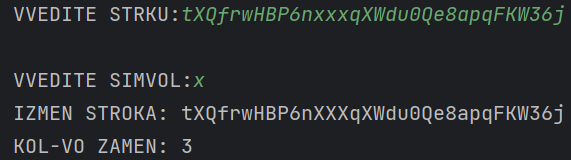 VVEDITE STRKU:tXQfrwHBP6nxxxqXWdu0Qe8apqFKW36j
VVEDITE SIMVOL:x
IZMEN STROKA: tXQfrwHBP6nXXXqXWdu0Qe8apqFKW36j
KOL-VO ZAMEN: 3